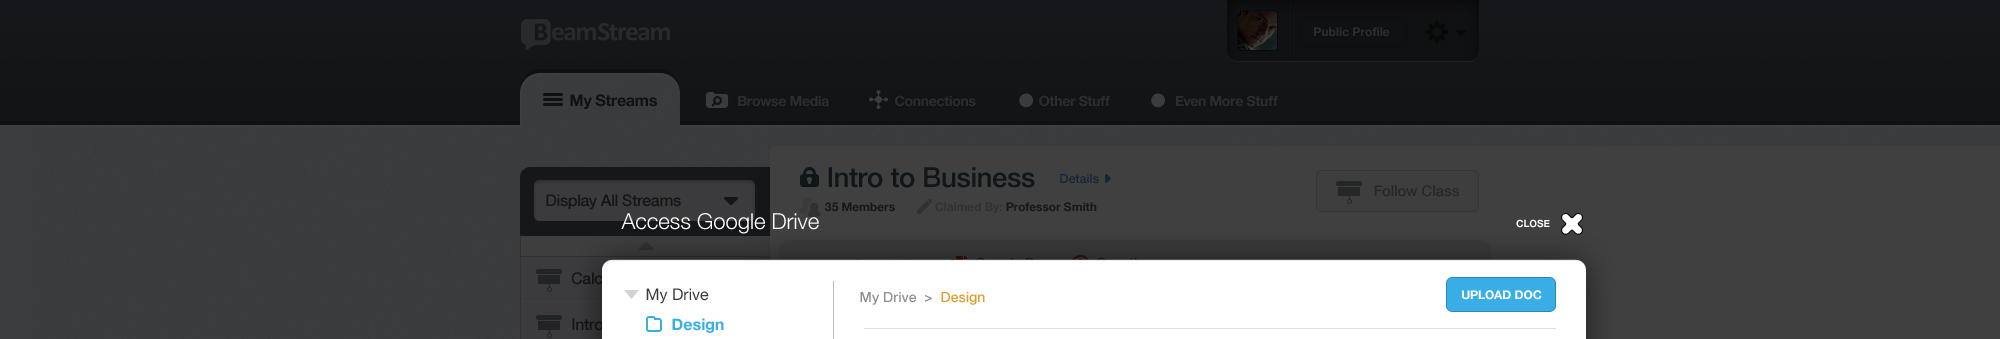 BeamStream
Public Profile
My Streams
Browse Media
Connections
Other Stuff
Even More Stuff
Display All Streams
Intro to Business
Details
35 Members
Claimed By: Professor Smith
Follow Class
Access Google Drive
CLOSE
Calc
Intro
My Drive
Design
My Drive > Design
UPLOAD DOC